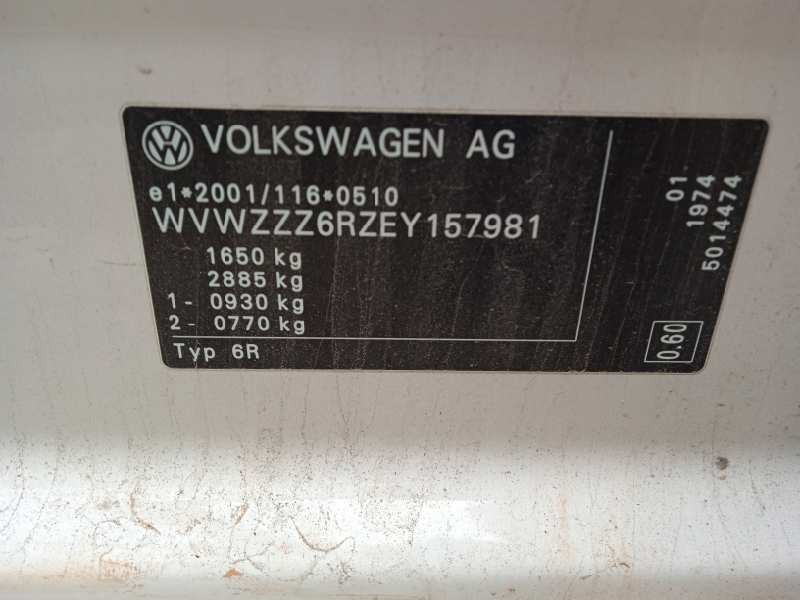 VOLKSWAGEN AG
e1*2001/116*0510
WVWZZZ6RZEY157981
1650 kg
2885 kg
1 - 0930 kg
2 - 0770 kg
Typ 6R
01
1974
5014474
0.60